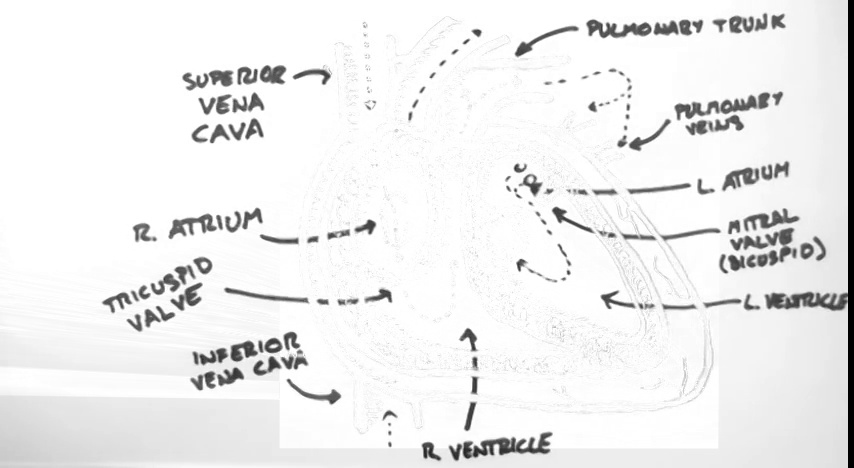 PULMONARY TRUNK
SUPERIOR
VENA
CAVA
PULMONARY
VEINS
L. ATRIUM
R. ATRIUM
MITRAL
VALVE
(BICUSPID)
TRICUSPID
VALVE
L. VENTRICLE
INFERIOR
VENA CAVA
R VENTRICLE